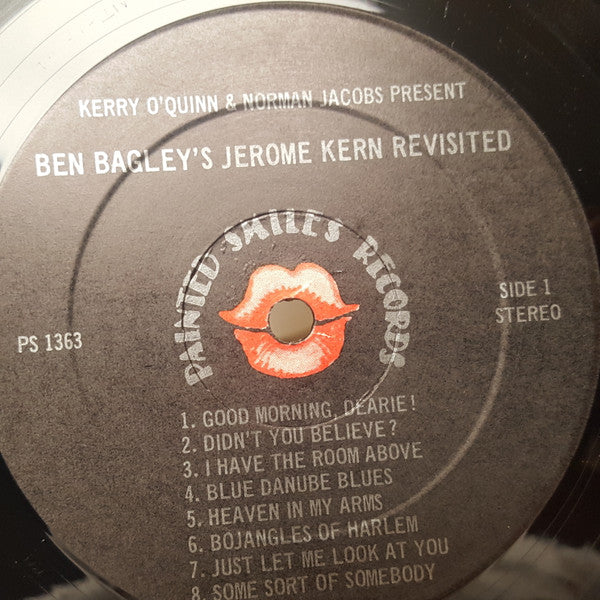 KERRY O'QUINN & NORMAN JACOBS PRESENT
BEN BAGLEY'S JEROME KERN REVISITED
PAINTED SMILES RECORDS
PS 1363
SIDE 1
STEREO
1. GOOD MORNING, DEARIE!
2. DIDN'T YOU BELIEVE?
3. I HAVE THE ROOM ABOVE
4. BLUE DANUBE BLUES
5. HEAVEN IN MY ARMS
6. BOJANGLES OF HARLEM
7. JUST LET ME LOOK AT YOU
8. SOME SORT OF SOMEBODY